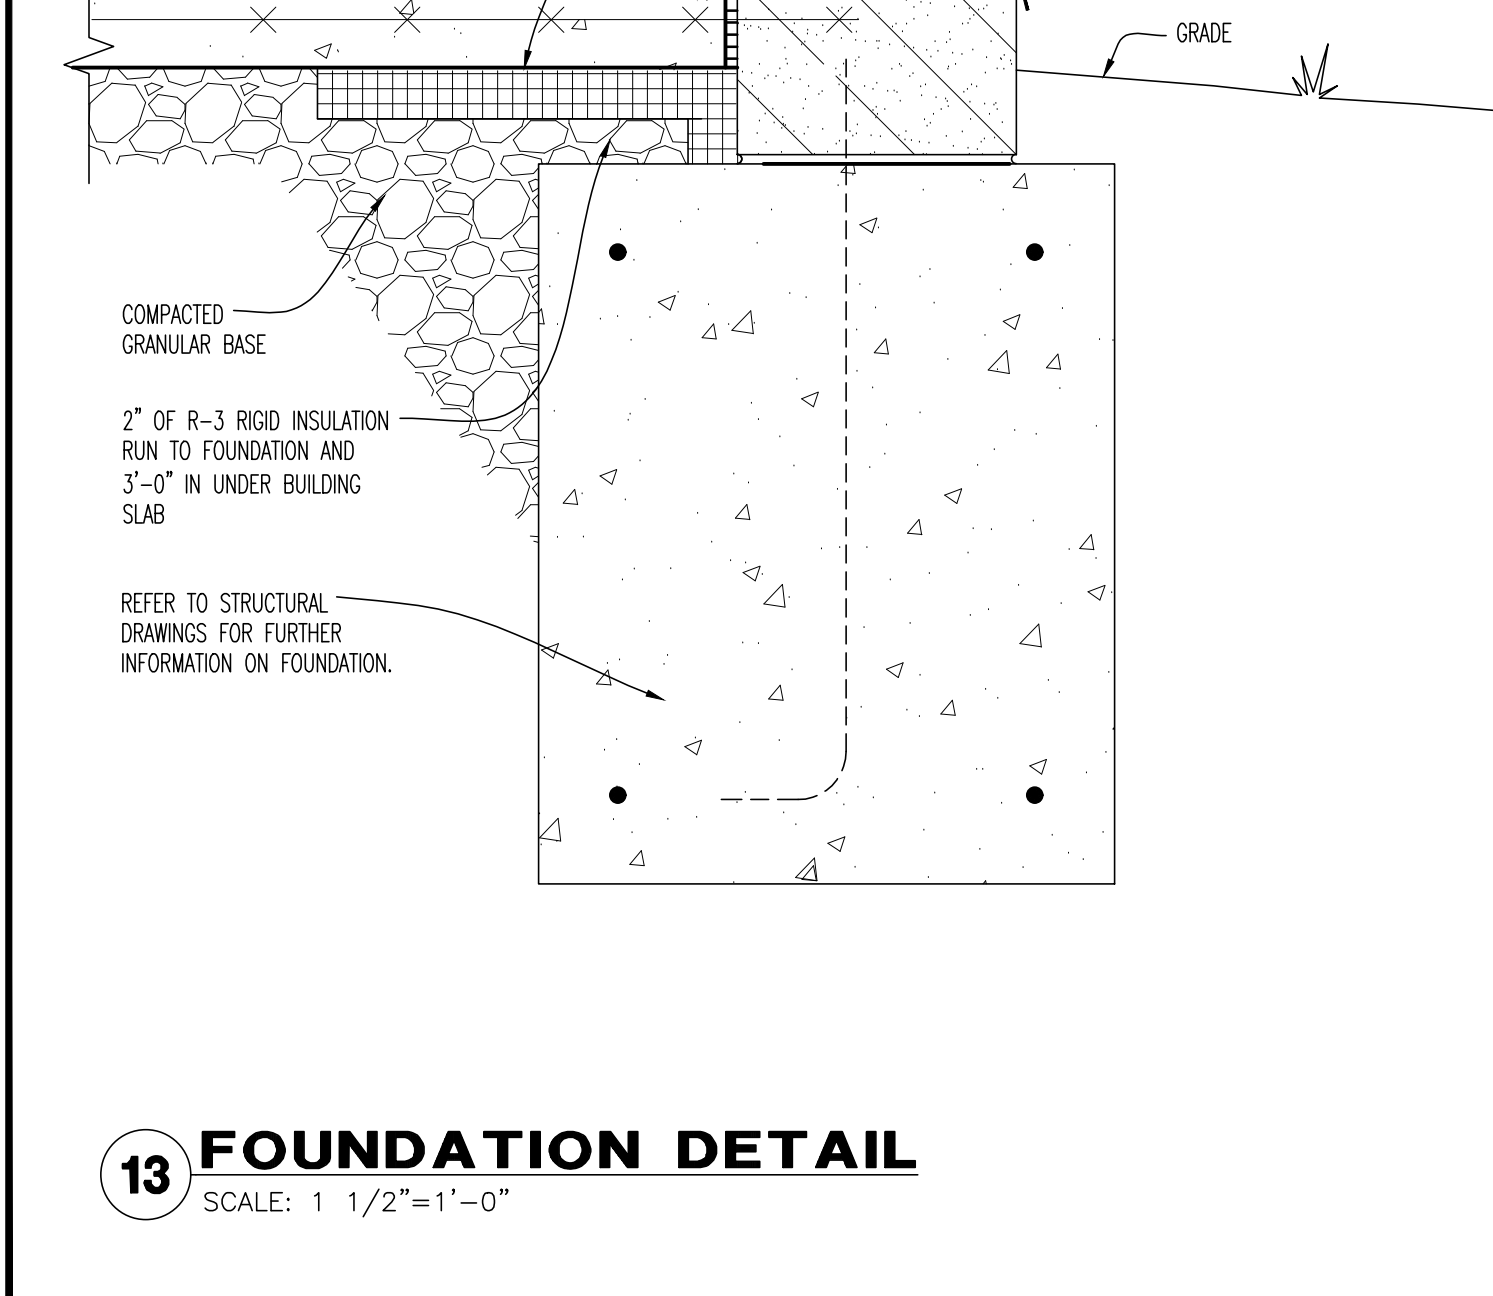 GRADE
COMPACTED
GRANULAR BASE
2” OF R–3 RIGID INSULATION
RUN TO FOUNDATION AND
3’–0” IN UNDER BUILDING
SLAB
REFER TO STRUCTURAL
DRAWINGS FOR FURTHER
INFORMATION ON FOUNDATION.
13 FOUNDATION DETAIL
SCALE: 1 1/2”=1’–0”